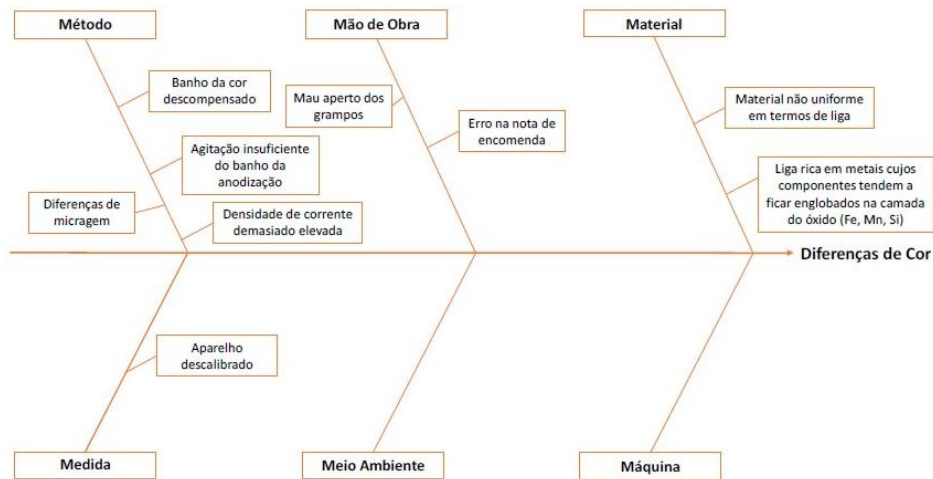 Método
Mão de Obra
Material
Banho da cor
descompensado
Mau aperto dos
grampos
Material não uniforme
em termos de liga
Erro na nota de
encomenda
Agitação insuficiente
do banho da
anodização
Liga rica em metais cujos
componentes tendem a
ficar englobados na camada
do óxido (Fe, Mn, Si)
Diferenças de
micragem
Densidade de corrente
demasiado elevada
Diferenças de Cor
Aparelho
descalibrado
Medida
Meio Ambiente
Máquina